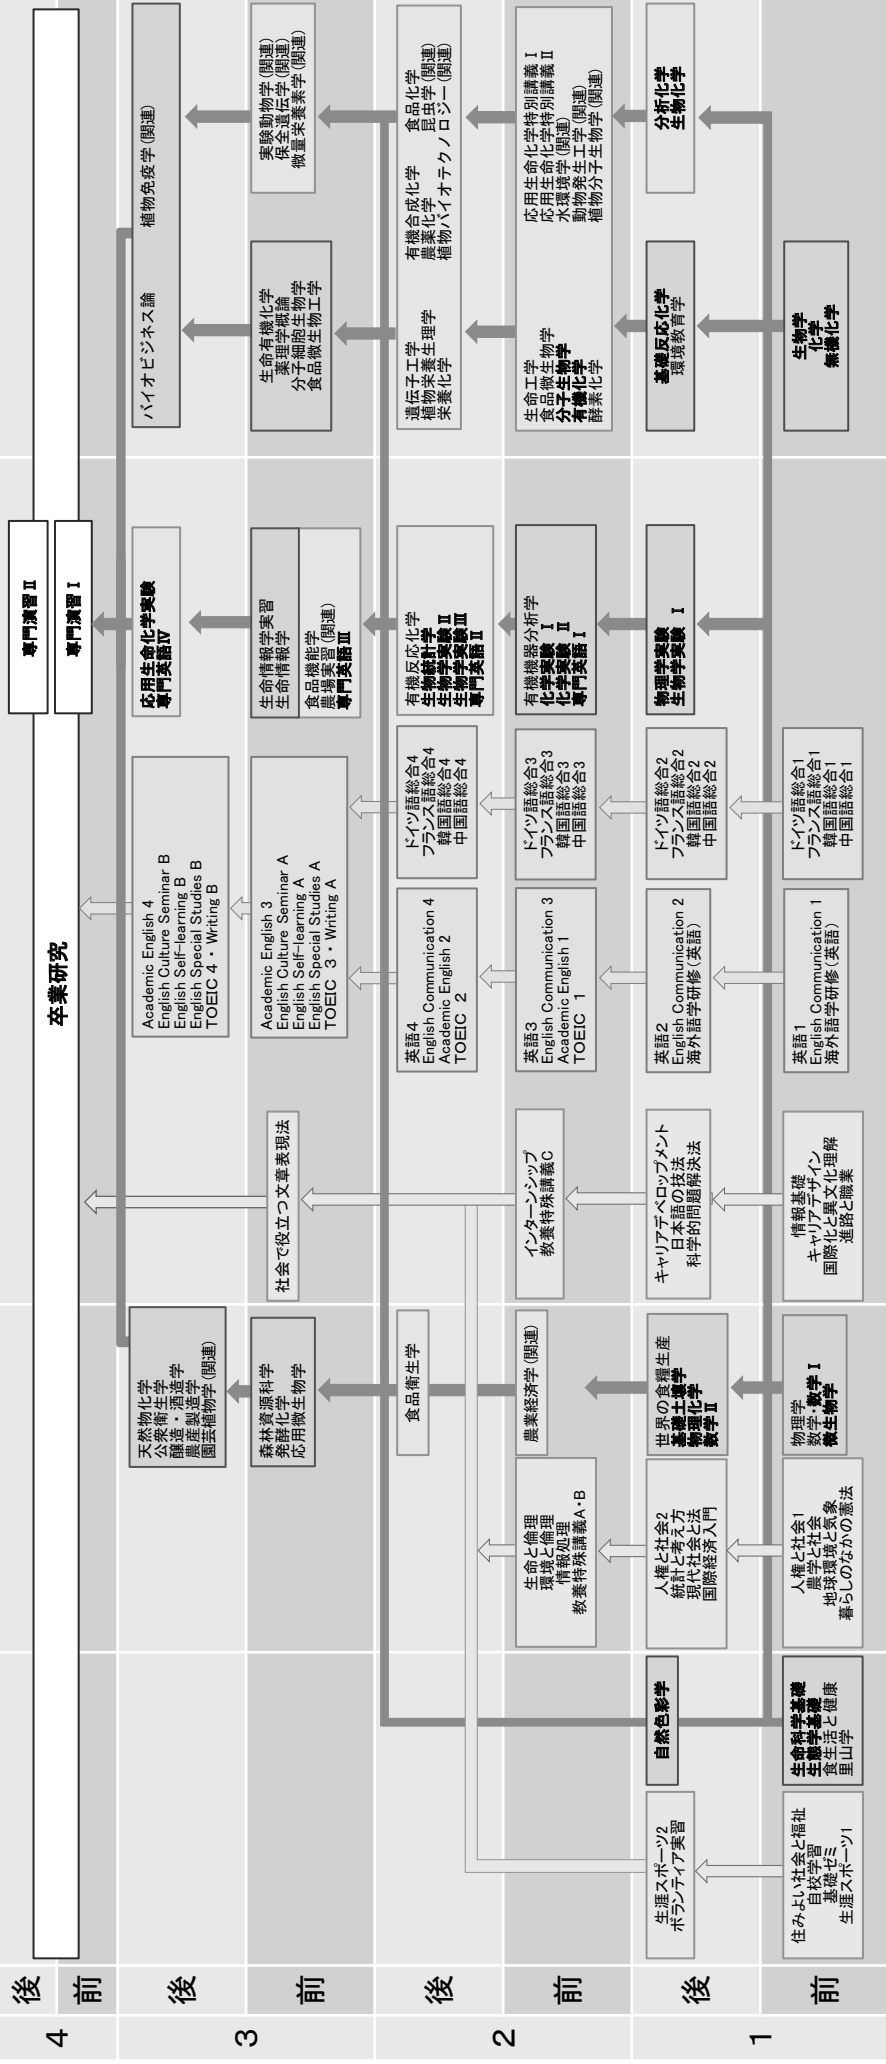 4
後
前
卒業研究
専門演習Ⅱ
専門演習Ⅰ
3
後
天然物化学
公衆衛生学
醸造・酒造学
農産製造学
園芸植物学(関連)
Academic English 4
English Culture Seminar B
English Self-learning B
English Special Studies B
TOEIC 4・Writing B
応用生命化学実験
専門英語Ⅳ
バイオビジネス論
植物免疫学(関連)
前
森林資源科学
発酵化学
応用微生物学
社会で役立つ文章表現法
Academic English 3
English Culture Seminar A
English Self-learning A
English Special Studies A
TOEIC 3・Writing A
生命情報学実習
生命情報学
食品機能学
農場実習(関連)
専門英語Ⅲ
生命有機化学
薬理学概論
分子細胞生物学
食品微生物工学
実験動物学(関連)
保全遺伝学(関連)
微量栄養素学(関連)
2
後
食品衛生学
英語4
English Communication 4
Academic English 2
TOEIC 2
ドイツ語総合4
フランス語総合4
韓国語総合4
中国語総合4
有機反応化学
生物統計学
生物学実験Ⅱ
生物学実験Ⅲ
専門英語Ⅱ
遺伝子工学
植物栄養生理学
栄養化学
有機合成化学
農薬化学
植物バイオテクノロジー(関連)
食品化学
昆虫学(関連)
前
生命と倫理
環境と倫理
情報処理
教養特殊講義A・B
農業経済学(関連)
インターンシップ
教養特殊講義C
英語3
English Communication 3
Academic English 1
TOEIC 1
ドイツ語総合3
フランス語総合3
韓国語総合3
中国語総合3
有機機器分析学
化学実験 Ⅰ
化学実験 Ⅱ
専門英語Ⅰ
生命工学
食品微生物学
分子生物学
有機化学
酵素化学
応用生命化学特別講義Ⅰ
応用生命化学特別講義Ⅱ
水環境学(関連)
動物発生工学(関連)
植物分子生物学(関連)
1
後
生涯スポーツ2
ボランティア実習
自然色彩学
人権と社会2
統計と考え方
現代社会と法
国際経済入門
世界の食糧生産
基礎土壌学
物理化学
数学Ⅱ
キャリアデベロップメント
日本語の技法
科学的問題解決法
英語2
English Communication 2
海外語学研修(英語)
ドイツ語総合2
フランス語総合2
韓国語総合2
中国語総合2
物理学実験
生物学実験 Ⅰ
基礎反応化学
環境教育学
分析化学
生物化学
前
住みよい社会と福祉
自校学習
基礎ゼミ
生涯スポーツ1
生命科学基礎
生態学基礎
食生活と健康
里山学
人権と社会1
農学と社会
地球環境と気象
暮らしのなかの憲法
物理学
数学・数学Ⅰ
微生物学
情報基礎
キャリアデザイン
国際化と異文化理解
進路と職業
英語1
English Communication 1
海外語学研修(英語)
ドイツ語総合1
フランス語総合1
韓国語総合1
中国語総合1
生物学
化学
無機化学